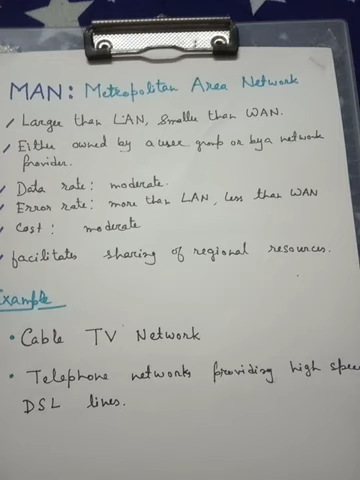 MAN: Metropolitan Area Network
Larger than LAN, smaller than WAN.
Either owned by a user group or by a network
provider.
Data rate: moderate.
Error rate: more than LAN, less than WAN
Cost: moderate
facilitates sharing of regional resources.
Example
• Cable TV Network
• Telephone networks providing high spee
DSL lines.